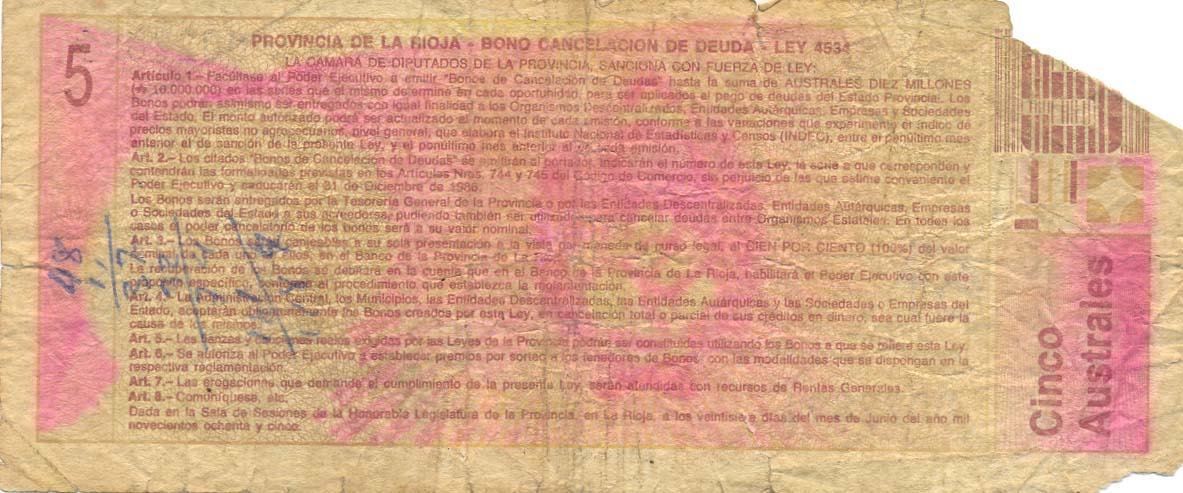 5
PROVINCIA DE LA RIOJA - BONO CANCELACION DE DEUDA - LEY 4534
LA CAMARA DE DIPUTADOS DE LA PROVINCIA, SANCIONA CON FUERZA DE LEY:
Artículo 1.- Facúltase al Poder Ejecutivo a emitir "Bonos de Cancelación de Deudas" hasta la suma de AUSTRALES DIEZ MILLONES
(₳ 10.000.000) en las series que el mismo determine en cada oportunidad, para ser aplicados al pago de deudas del Estado Provincial. Los
Bonos podrán asimismo ser entregados con igual finalidad a los Organismos Descentralizados, Entidades Autárquicas, Empresas y Sociedades
del Estado. El monto autorizado podrá ser actualizado al momento de cada emisión, conforme a las variaciones que experimente el índice de
precios mayoristas no agropecuarios, nivel general, que elabora el Instituto Nacional de Estadísticas y Censos (INDEC), entre el penúltimo mes
anterior al de sanción de la presente Ley, y el penúltimo mes anterior al de cada emisión.
Art. 2.- Los citados "Bonos de Cancelación de Deudas" se emitirán al portador, indicarán el número de esta Ley, la serie a que corresponden y
contendrán las formalidades previstas en los Artículos Nros. 744 y 745 del Código de Comercio, sin perjuicio de las que estime conveniente el
Poder Ejecutivo y caducarán el 31 de Diciembre de 1986.
Los Bonos serán entregados por la Tesorería General de la Provincia o por las Entidades Descentralizadas, Entidades Autárquicas, Empresas
o Sociedades del Estado a sus acreedores, pudiendo también ser utilizados para cancelar deudas entre Organismos Estatales. En todos los
casos el poder cancelatorio de los bonos será a su valor nominal.
Art. 3.- Los Bonos serán canjeables a su sola presentación a la vista por moneda de curso legal, al CIEN POR CIENTO (100%) del valor
de cada uno de ellos, en el Banco de la Provincia de La Rioja.
La recuperación de los Bonos se debitará en la cuenta que en el Banco de la Provincia de La Rioja, habilitará el Poder Ejecutivo con este
propósito específico, conforme al procedimiento que establezca la reglamentación.
Art. 4.- La Administración Central, los Municipios, las Entidades Descentralizadas, las Entidades Autárquicas y las Sociedades o Empresas del
Estado, aceptarán obligatoriamente los Bonos creados por esta Ley, en cancelación total o parcial de sus créditos en dinero, sea cual fuere la
causa de los mismos.
Art. 5.- Las fianzas y cauciones reales exigidas por las Leyes de la Provincia podrán ser constituidas utilizando los Bonos a que se refiere esta Ley.
Art. 6.- Se autoriza al Poder Ejecutivo a establecer premios por sorteo a los tenedores de Bonos con las modalidades que se dispongan en la
respectiva reglamentación.
Art. 7.- Las erogaciones que demande el cumplimiento de la presente Ley, serán atendidas con recursos de Rentas Generales.
Art. 8.- Comuníquese, etc.
Dada en la Sala de Sesiones de la Honorable Legislatura de la Provincia, en La Rioja, a los veintisiete días del mes de Junio del año mil
novecientos ochenta y cinco.
48
Cinco
Australes